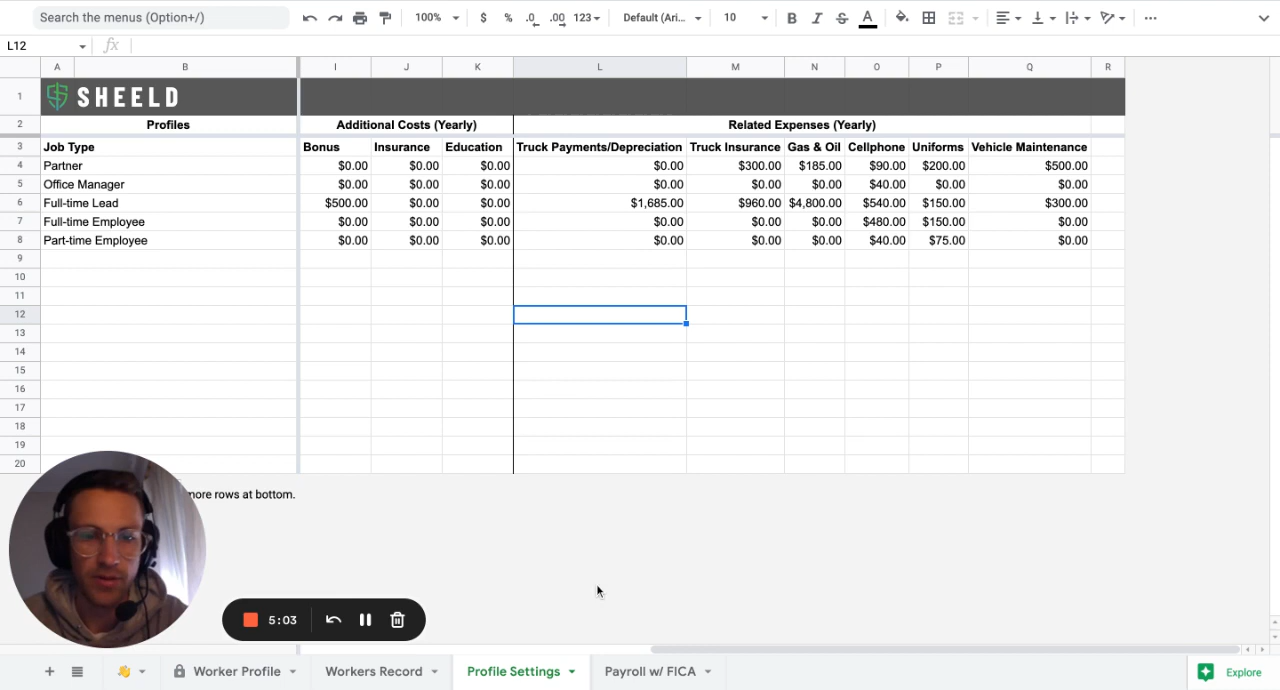 Search the menus (Option+/) 100% $ % .0 .00 123 Default (Ari... 10 B I S A
L12 fx
A B I J K L M N O P Q R
1 SHEELD
2 Profiles Additional Costs (Yearly) Related Expenses (Yearly)
3 Job Type Bonus Insurance Education Truck Payments/Depreciation Truck Insurance Gas & Oil Cellphone Uniforms Vehicle Maintenance
4 Partner $0.00 $0.00 $0.00 $0.00 $300.00 $185.00 $90.00 $200.00 $500.00
5 Office Manager $0.00 $0.00 $0.00 $0.00 $0.00 $0.00 $40.00 $0.00 $0.00
6 Full-time Lead $500.00 $0.00 $0.00 $1,685.00 $960.00 $4,800.00 $540.00 $150.00 $300.00
7 Full-time Employee $0.00 $0.00 $0.00 $0.00 $0.00 $0.00 $480.00 $150.00 $0.00
8 Part-time Employee $0.00 $0.00 $0.00 $0.00 $0.00 $0.00 $40.00 $75.00 $0.00
9
10
11
12
13
14
15
16
17
18
19
20
more rows at bottom.
5:03
Worker Profile Workers Record Profile Settings Payroll w/ FICA Explore